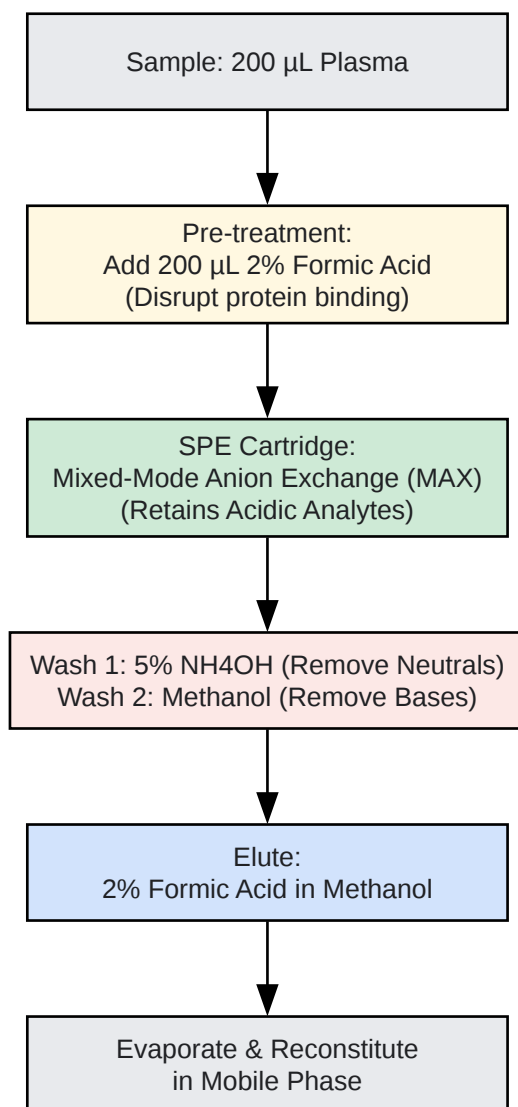 Sample: 200 µL Plasma
Pre-treatment:
Add 200 µL 2% Formic Acid
(Disrupt protein binding)
SPE Cartridge:
Mixed-Mode Anion Exchange (MAX)
(Retains Acidic Analytes)
Wash 1: 5% NH4OH (Remove Neutrals)
Wash 2: Methanol (Remove Bases)
Elute:
2% Formic Acid in Methanol
Evaporate & Reconstitute
in Mobile Phase